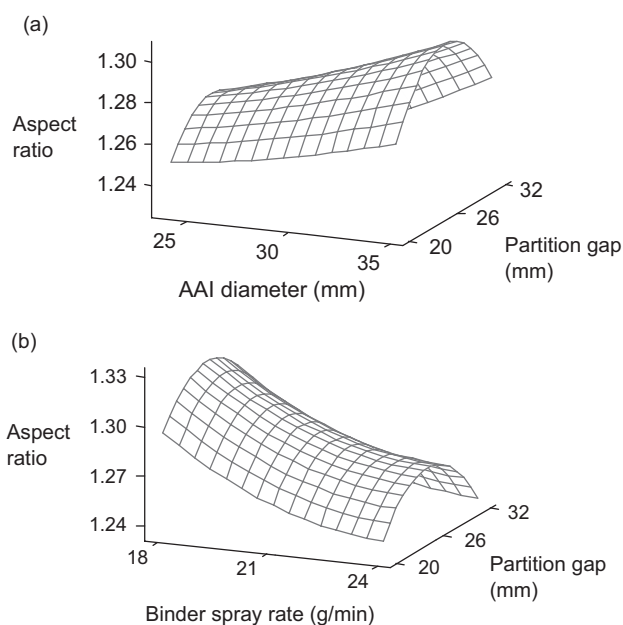 (a)
1.30
1.28
1.26
1.24
Aspect
ratio
25
30
35
AAI diameter (mm)
20
26
32
Partition gap
(mm)
(b)
1.33
1.30
1.27
1.24
Aspect
ratio
18
21
24
Binder spray rate (g/min)
20
26
32
Partition gap
(mm)